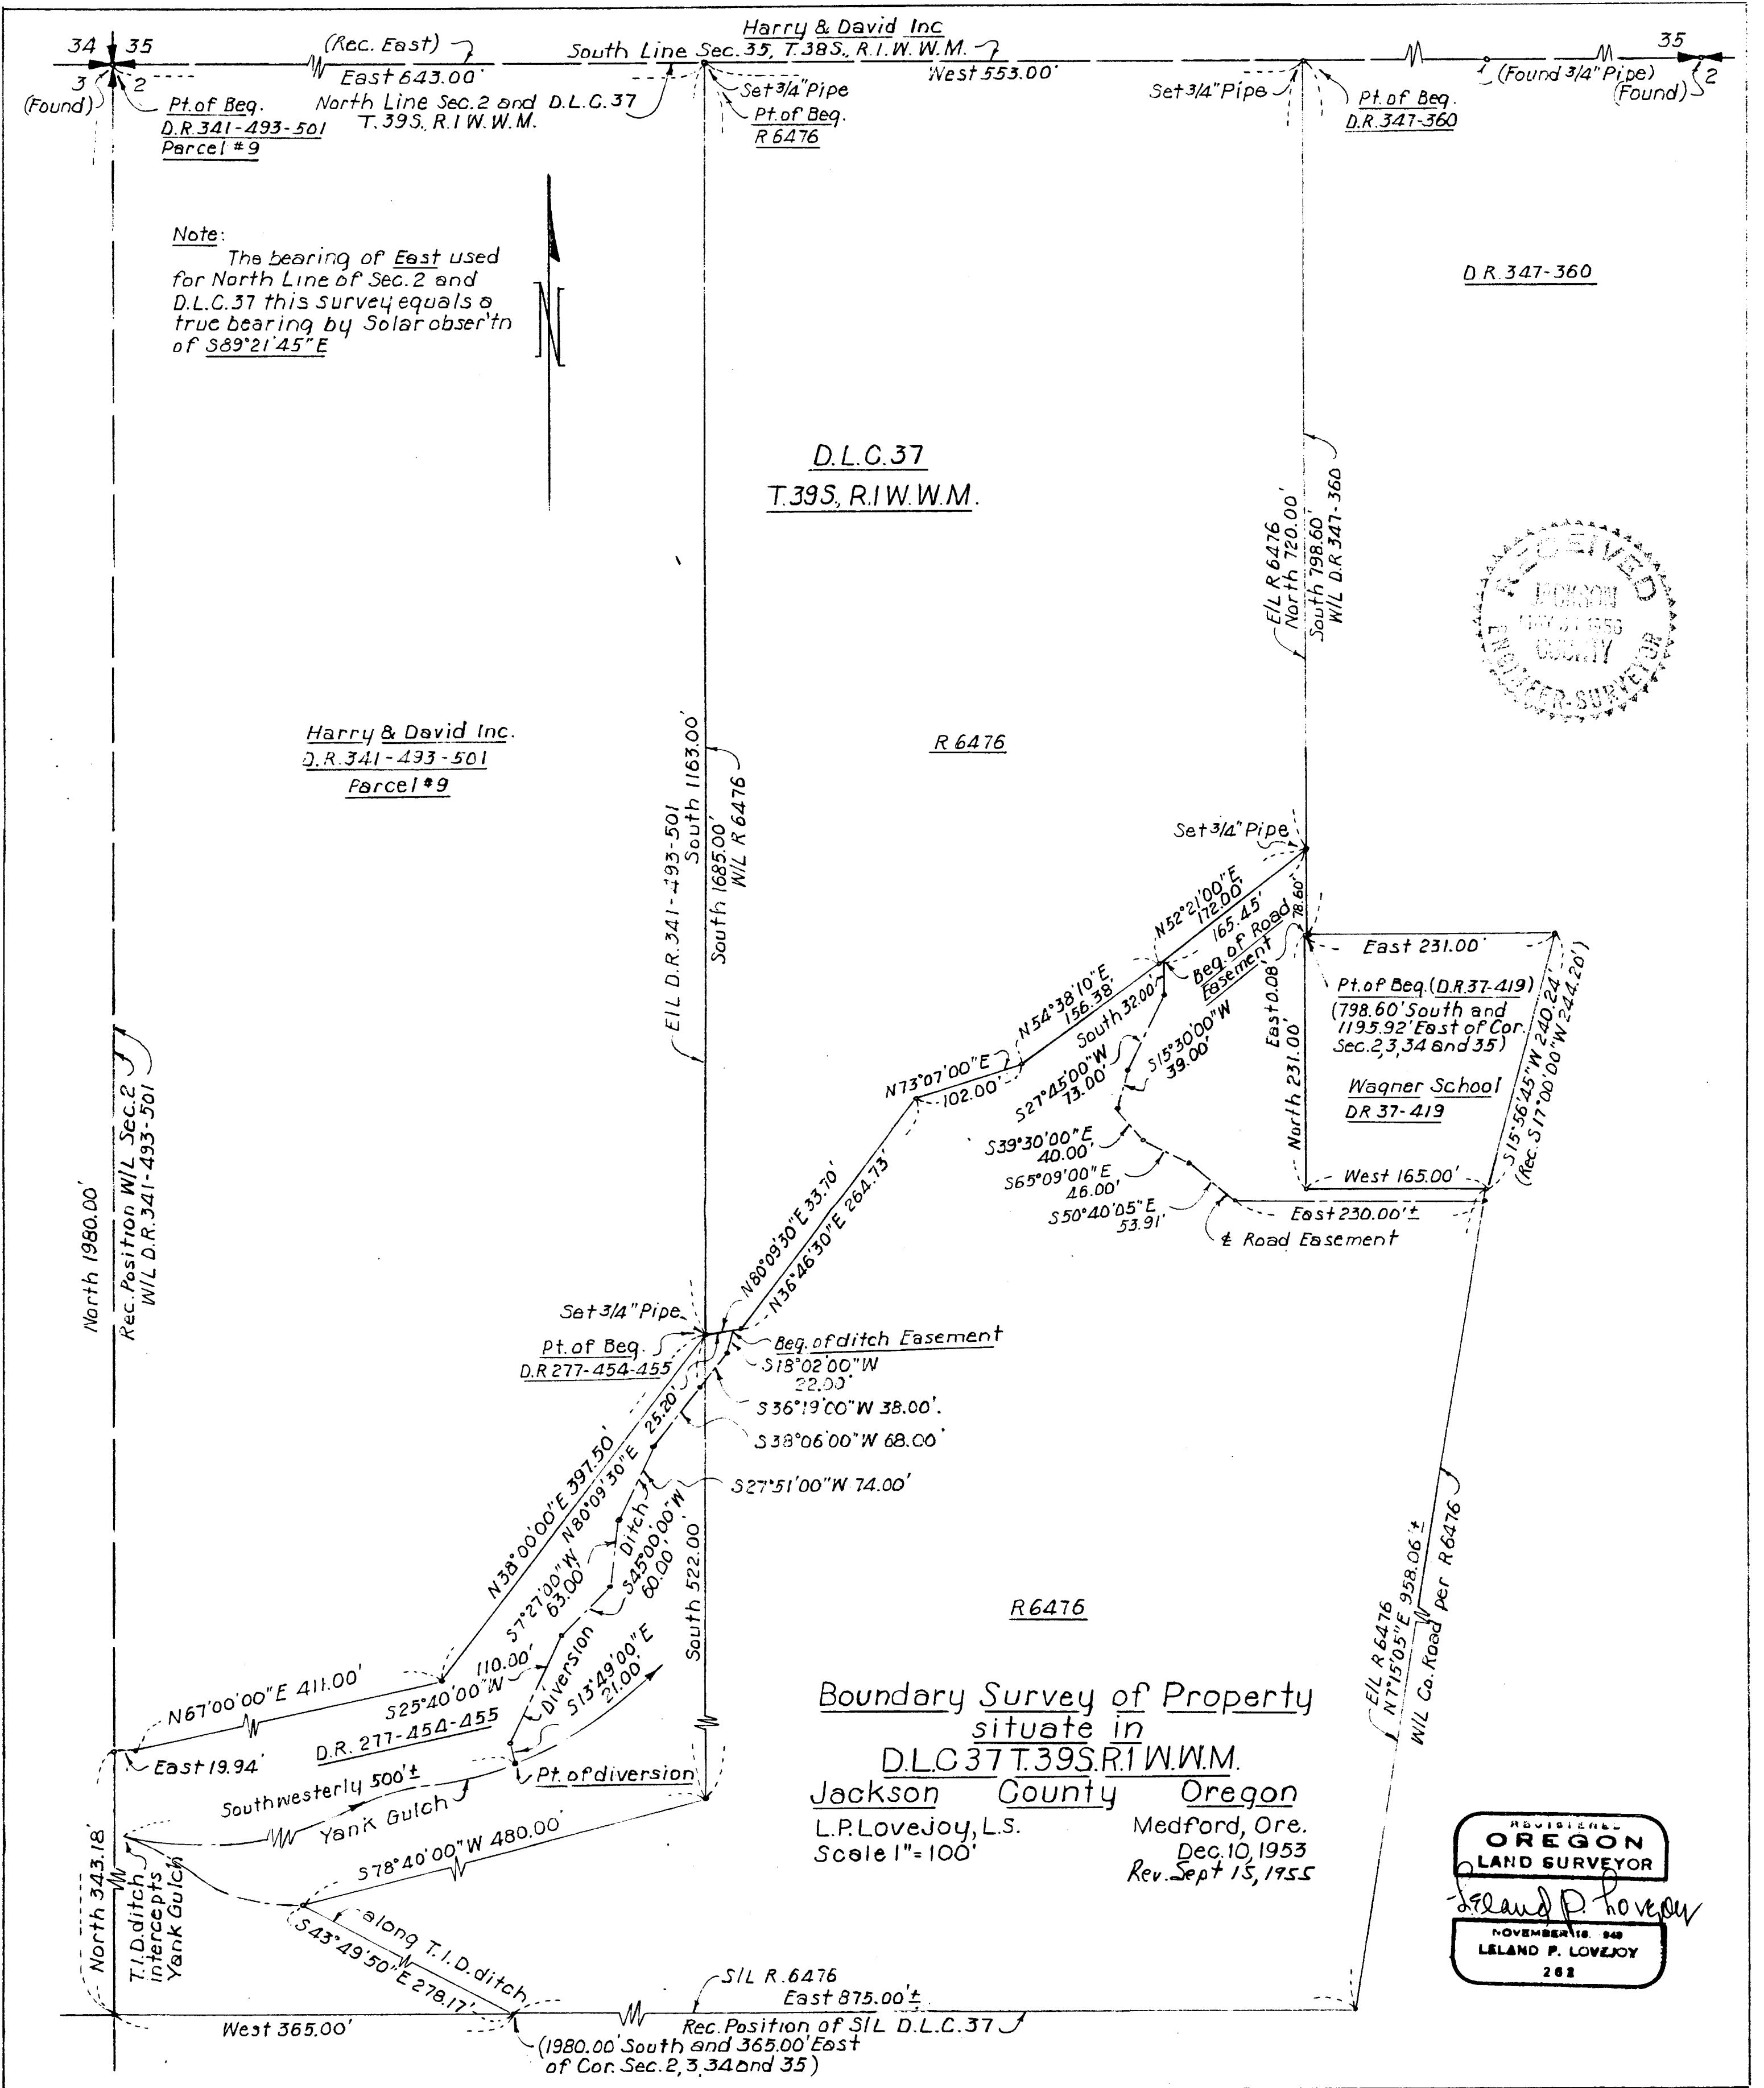 Harry & David Inc
34 35
(Rec. East)
South Line Sec. 35, T.38S., R.1.W. W.M.
35
3 2
(Found)
East 643.00'
West 553.00'
(Found 3/4" Pipe)
2
(Found)
Pt. of Beg.
D.R. 341-493-501
Parcel #9
North Line Sec. 2 and D.L.C. 37
T. 39S., R.1 W. W.M.
Set 3/4" Pipe
Pt. of Beg.
R 6476
Set 3/4" Pipe
Pt. of Beg.
D.R. 347-360
Note:
The bearing of East used
for North Line of Sec. 2 and
D.L.C. 37 this survey equals a
true bearing by Solar obser'tn
of S89°21'45"E
N
D.R. 347-360
D.L.C. 37
T.39S., R.1W. W.M.
E/L R 6476
North 720.00'
South 798.60'
W/L D.R. 347-360
RECEIVED
JACKSON
COUNTY
ENGINEER-SURVEYOR
Harry & David Inc.
D.R. 341-493-501
Parcel #9
R 6476
E/L D.R. 341-493-501
South 1163.00'
South 1685.00'
W/L R 6476
Set 3/4" Pipe
N52°21'00"E
172.00'
165.45'
Beg. of Road
Easement
78.60'
East 231.00'
Pt. of Beg. (D.R. 37-419)
(798.60' South and
1195.92' East of Cor.
Sec. 2,3,34 and 35)
Wagner School
DR 37-419
S15°56'45"W 240.24'
(Rec. S17°00'00"W 244.20')
East 0.08'
North 231.00'
West 165.00'
N54°38'10"E
156.38'
South 32.00'
N73°07'00"E
102.00'
S27°45'00"W
73.00'
S15°30'00"W
39.00'
S39°30'00"E
40.00'
S65°09'00"E
46.00'
S50°40'05"E
53.91'
East 230.00'±
℄ Road Easement
North 1980.00'
Rec. Position W/L Sec. 2
W/L D.R. 341-493-501
N80°09'30"E 33.70'
N36°46'30"E 264.73'
Set 3/4" Pipe
Pt. of Beg.
D.R 277-454-455
Beg. of ditch Easement
S18°02'00"W
22.00'
S36°19'00"W 38.00'.
S38°06'00"W 68.00'
S27°51'00"W 74.00'
N38°00'00"E 397.50'
N80°09'30"E 25.20'
S7°27'00"W
63.00'
Ditch
S45°00'00"W
60.00'
South 522.00'
110.00'
S25°40'00"W
Diversion
S13°49'00"E
21.00'
N67°00'00"E 411.00'
East 19.94'
D.R. 277-454-455
Southwesterly 500'±
Yank Gulch
Pt. of diversion
S78°40'00"W 480.00'
North 343.18'
T.I.D. ditch
intercepts
Yank Gulch
along T.I.D. ditch
S43°49'50"E 278.17'
West 365.00'
S/L R. 6476
East 875.00'±
Rec. Position of S/L D.L.C. 37
(1980.00' South and 365.00' East
of Cor. Sec. 2, 3, 34 and 35)
R 6476
E/L R 6476
N7°15'05"E 958.06'±
W/L Co. Road per R 6476
Boundary Survey of Property
situate in
D.L.C 37 T.39S.R.1 W.W.M.
Jackson County Oregon
L.P. Lovejoy, L.S. Medford, Ore.
Scale 1"=100' Dec. 10, 1953
Rev. Sept 15, 1955
REGISTERED
OREGON
LAND SURVEYOR
Leland P. Lovejoy
LELAND P. LOVEJOY
262